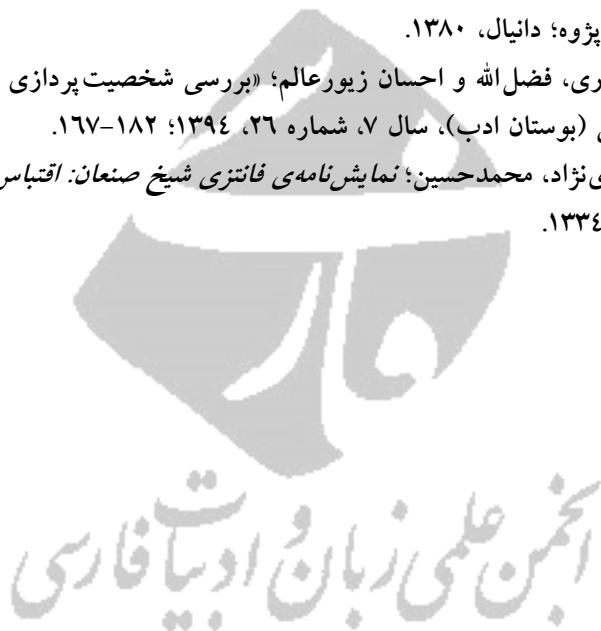 پژوه؛ دانیال، ۱۳۸۰.
ری، فضل‌الله و احسان زیورعالم؛ «بررسی شخصیت‌پردازی
(بوستان ادب)، سال ۷، شماره ۲۶، ۱۳۹٤؛ ۱۸۲-۱۶۷.
ی‌نژاد، محمدحسین؛ نمایش‌نامه‌ی فانتزی شیخ صنعان: اقتباس
۱۳۳٤.
انجمن علمی زبان و ادبیات فارسی